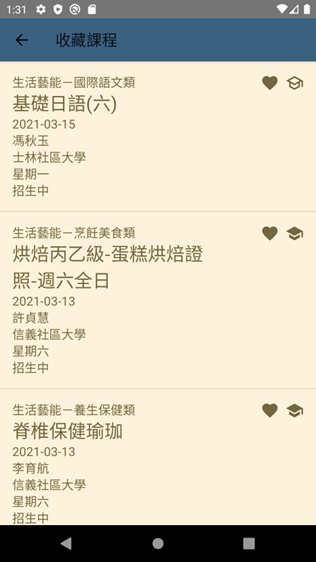 1:31
收藏課程
生活藝能－國際語文類
基礎日語(六)
2021-03-15
馮秋玉
士林社區大學
星期一
招生中
生活藝能－烹飪美食類
烘焙丙乙級-蛋糕烘焙證
照-週六全日
2021-03-13
許貞慧
信義社區大學
星期六
招生中
生活藝能－養生保健類
脊椎保健瑜珈
2021-03-13
李育航
信義社區大學
星期六
招生中